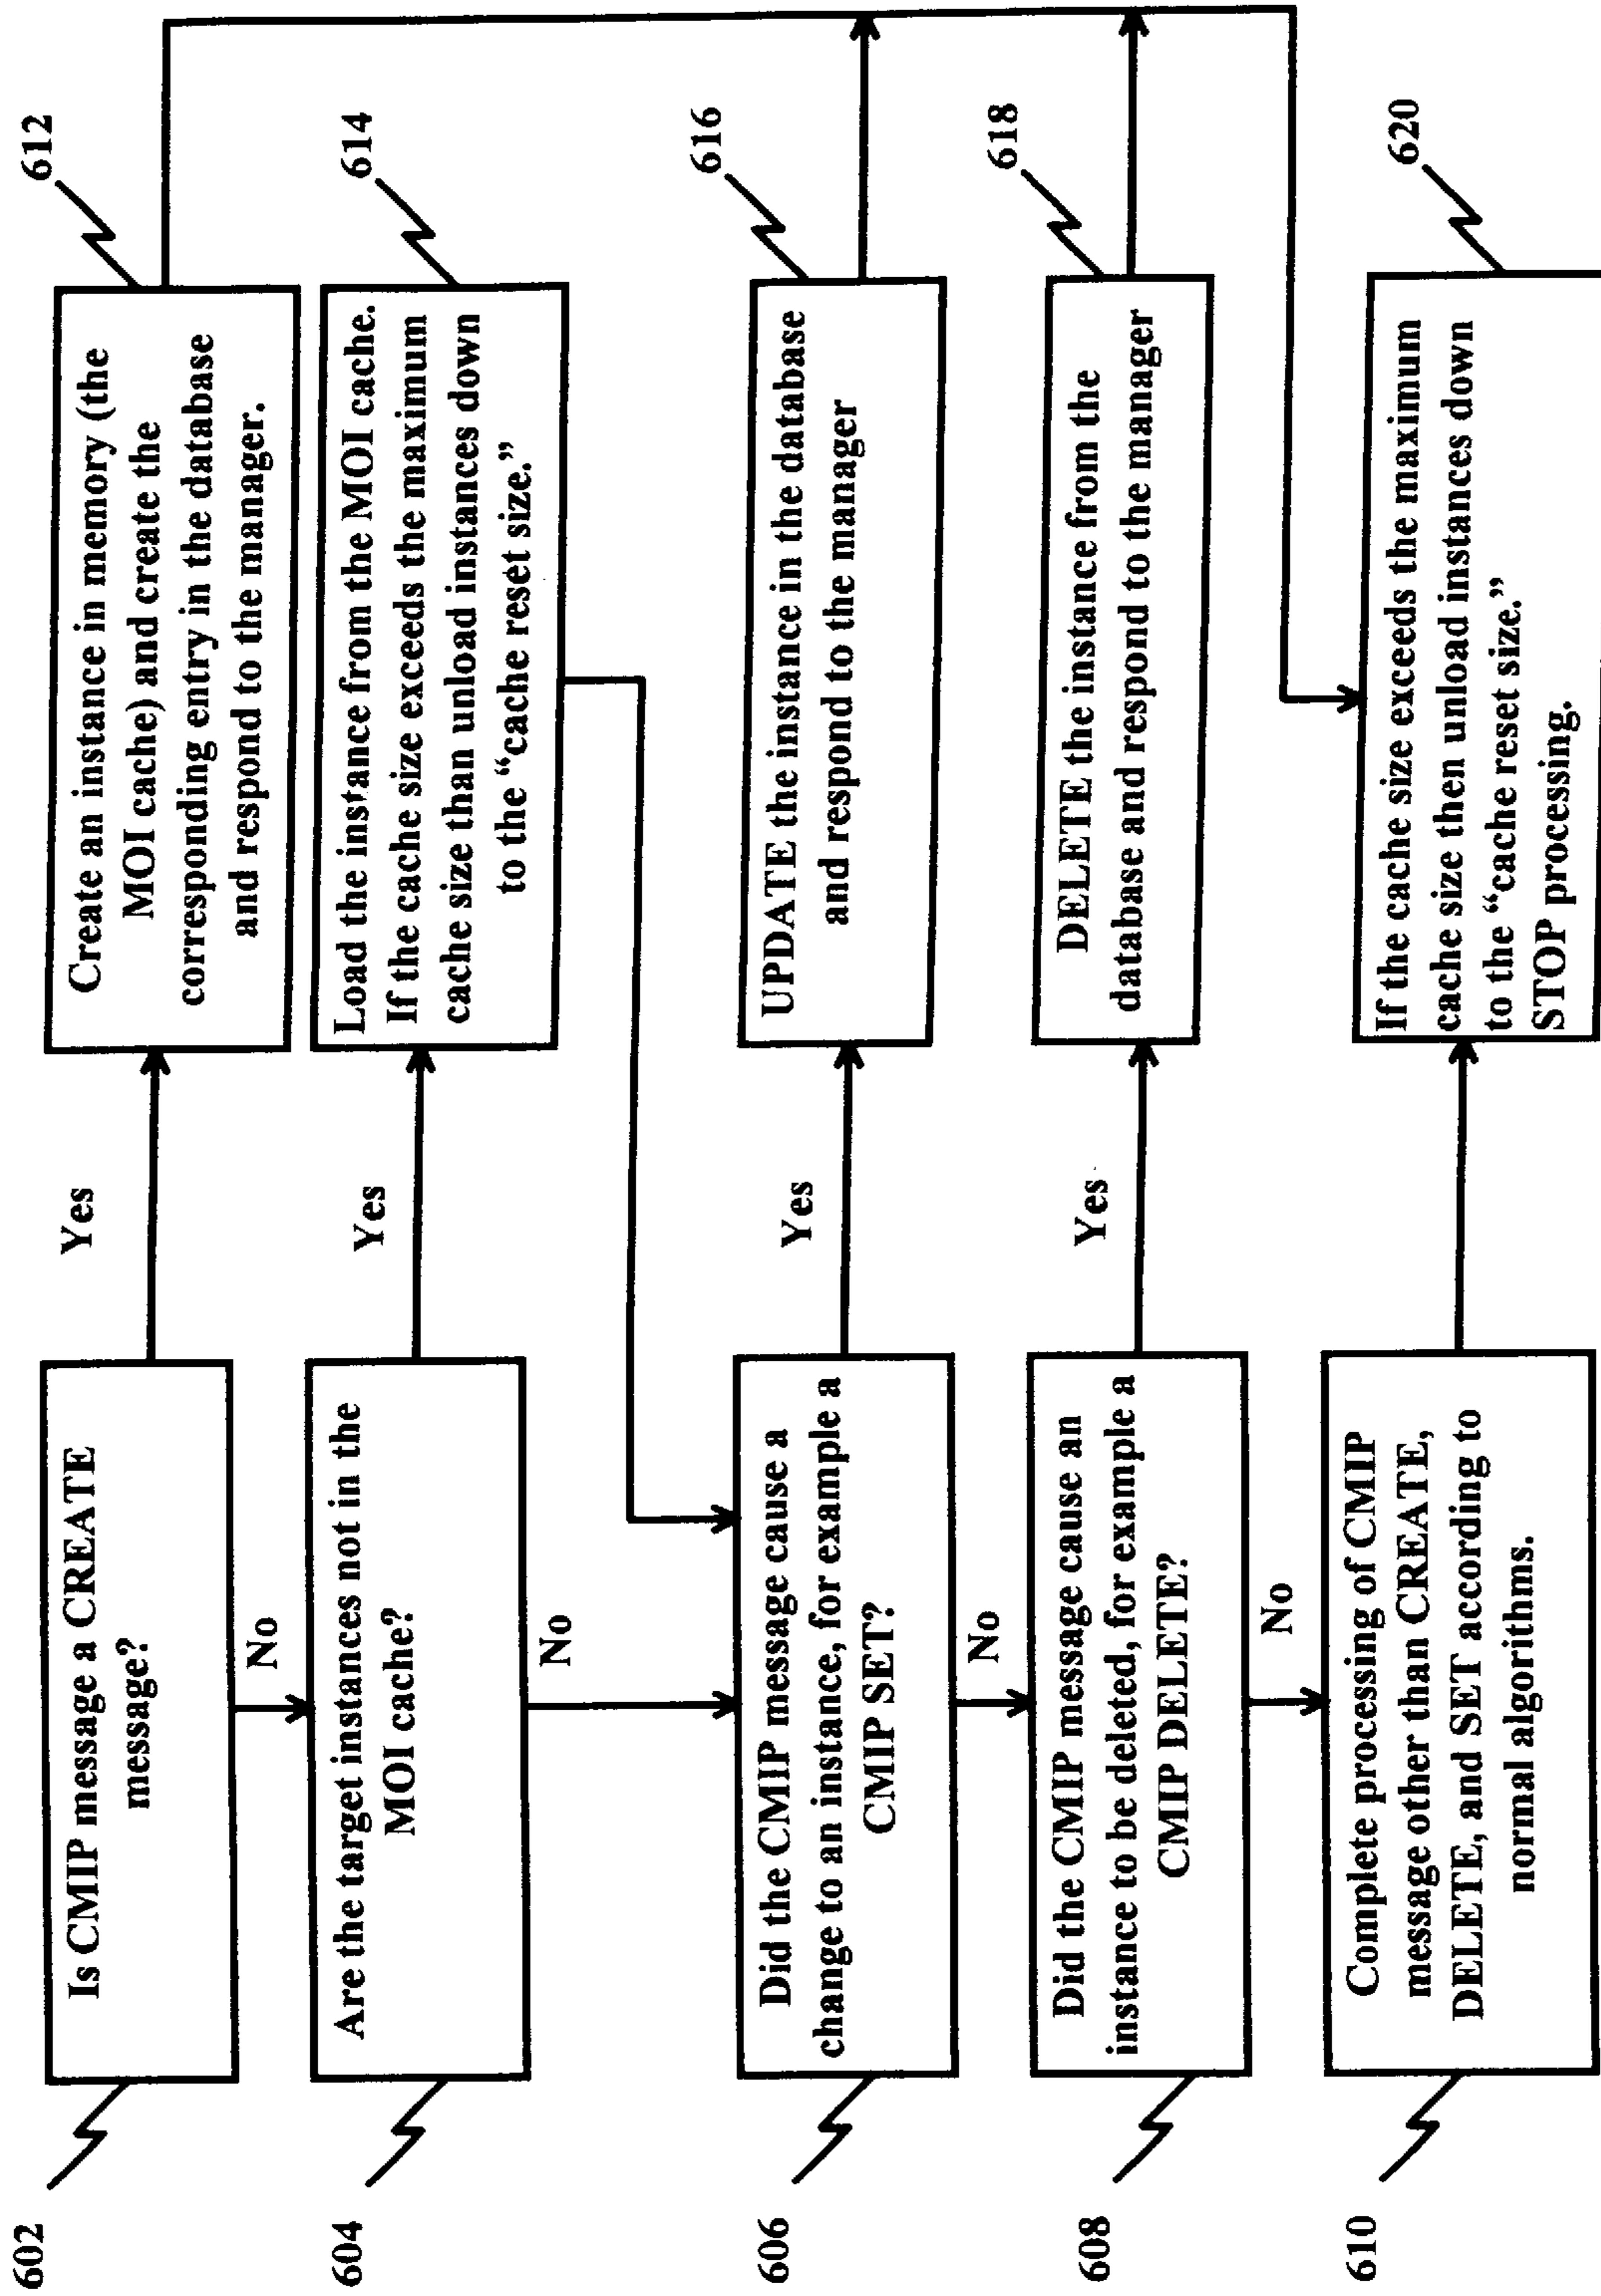 602
Is CMIP message a CREATE
message?
Yes
Create an instance in memory (the
MOI cache) and create the
corresponding entry in the database
and respond to the manager.
612
No
604
Are the target instances not in the
MOI cache?
Yes
Load the instance from the MOI cache.
If the cache size exceeds the maximum
cache size than unload instances down
to the “cache reset size.”
614
No
606
Did the CMIP message cause a
change to an instance, for example a
CMIP SET?
Yes
UPDATE the instance in the database
and respond to the manager
616
No
608
Did the CMIP message cause an
instance to be deleted, for example a
CMIP DELETE?
Yes
DELETE the instance from the
database and respond to the manager
618
No
610
Complete processing of CMIP
message other than CREATE,
DELETE, and SET according to
normal algorithms.
If the cache size exceeds the maximum
cache size then unload instances down
to the “cache reset size.”
STOP processing.
620